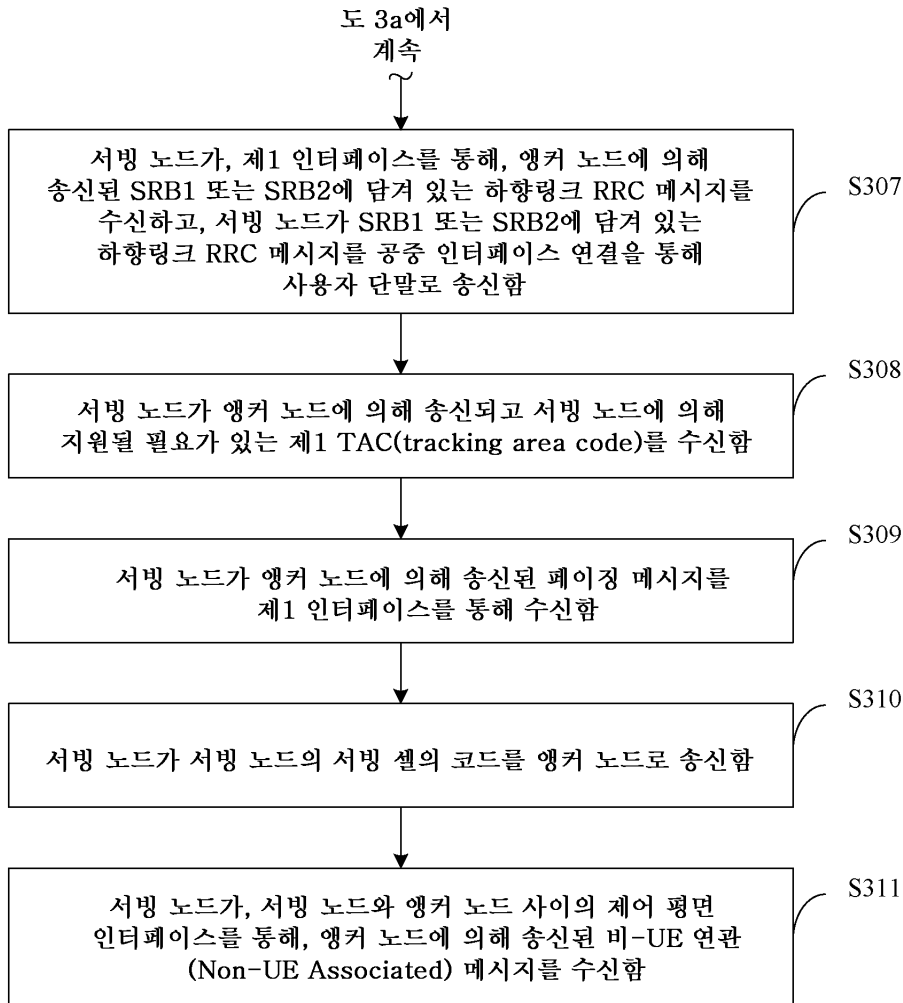 도 3a에서
계속
서빙 노드가, 제1 인터페이스를 통해, 앵커 노드에 의해
송신된 SRB1 또는 SRB2에 담겨 있는 하향링크 RRC 메시지를
수신하고, 서빙 노드가 SRB1 또는 SRB2에 담겨 있는
하향링크 RRC 메시지를 공중 인터페이스 연결을 통해
사용자 단말로 송신함
S307
서빙 노드가 앵커 노드에 의해 송신되고 서빙 노드에 의해
지원될 필요가 있는 제1 TAC(tracking area code)를 수신함
S308
서빙 노드가 앵커 노드에 의해 송신된 페이징 메시지를
제1 인터페이스를 통해 수신함
S309
서빙 노드가 서빙 노드의 서빙 셀의 코드를 앵커 노드로 송신함
S310
서빙 노드가, 서빙 노드와 앵커 노드 사이의 제어 평면
인터페이스를 통해, 앵커 노드에 의해 송신된 비-UE 연관
(Non-UE Associated) 메시지를 수신함
S311